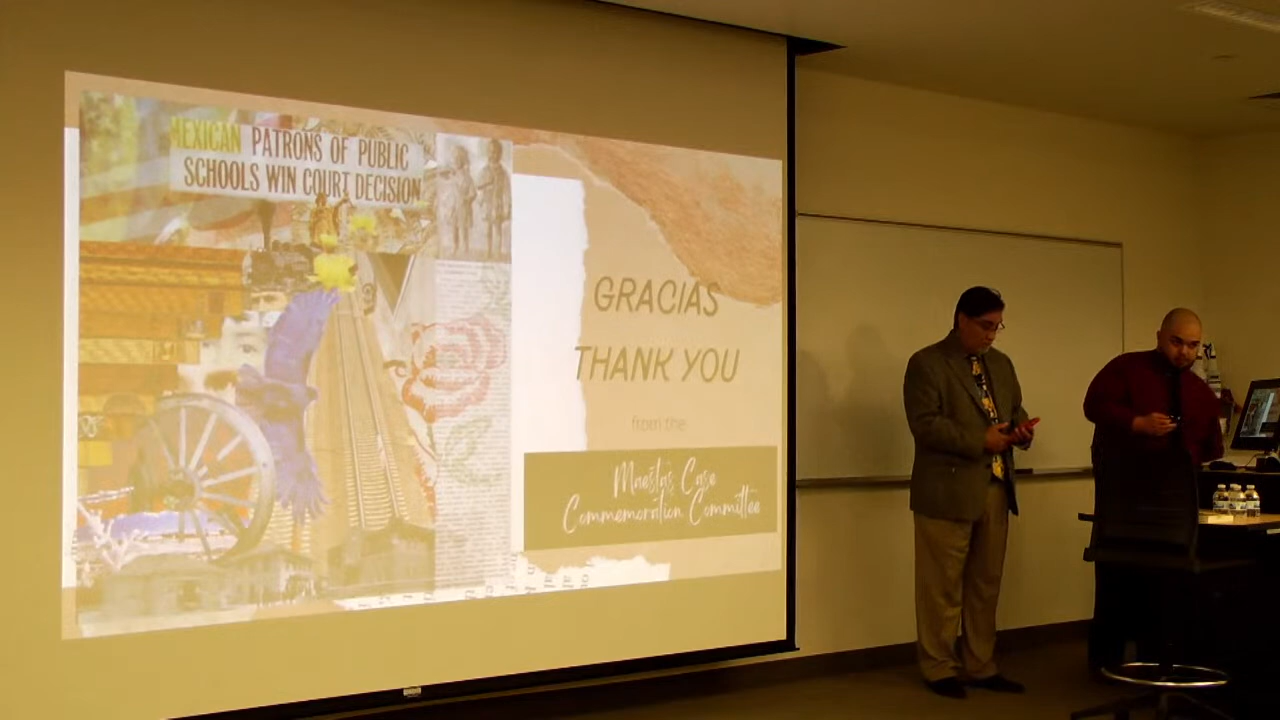 MEXICAN PATRONS OF PUBLIC
SCHOOLS WIN COURT DECISION
GRACIAS
THANK YOU
from the
Maestas Case
Commemoration Committee